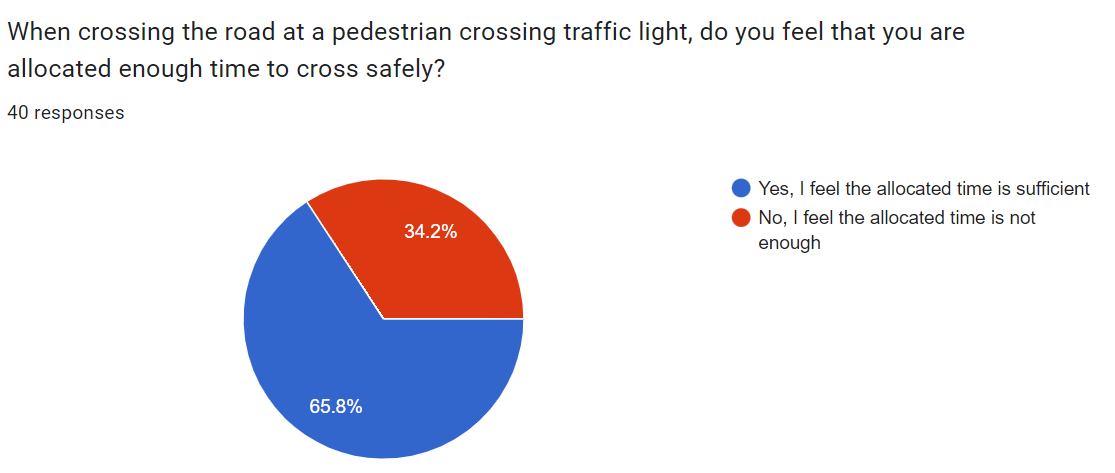 When crossing the road at a pedestrian crossing traffic light, do you feel that you are
allocated enough time to cross safely?
40 responses
Yes, I feel the allocated time is sufficient
No, I feel the allocated time is not
enough
34.2%
65.8%